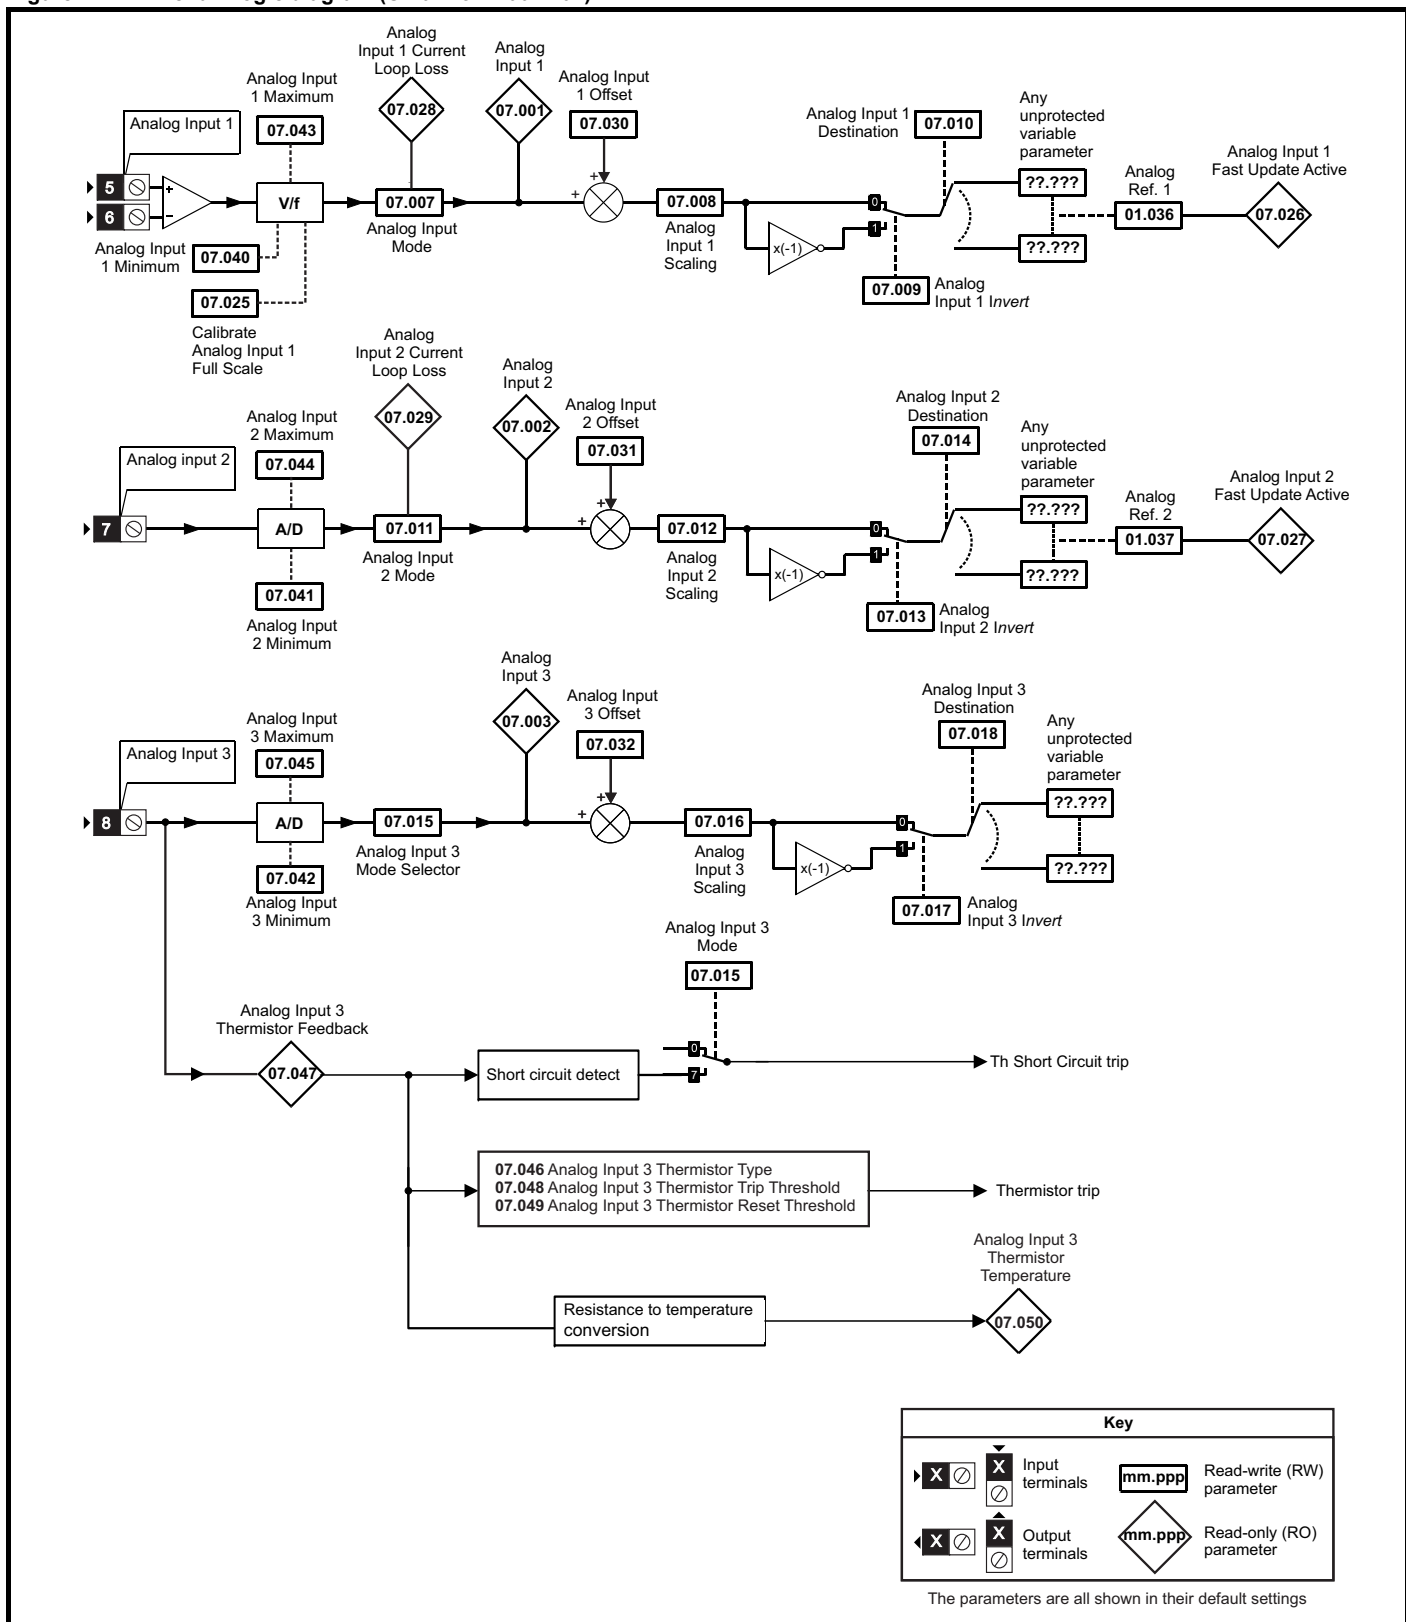 Analog
Input 1 Current
Loop Loss
07.028
Analog
Input 1
07.001
Analog Input
1 Maximum
07.043
Analog Input
1 Offset
07.030
Analog Input 1
5
6
+
−
V/f
07.007
Analog Input
Mode
Analog Input
1 Minimum
07.040
07.025
Calibrate
Analog Input 1
Full Scale
+
+
07.008
Analog
Input 1
Scaling
x(-1)
0
1
Analog Input 1
Destination
07.010
07.009
Analog
Input 1 Invert
Any
unprotected
variable
parameter
??.???
??.???
Analog
Ref. 1
01.036
Analog Input 1
Fast Update Active
07.026
Analog
Input 2 Current
Loop Loss
07.029
Analog
Input 2
07.002
Analog Input
2 Maximum
07.044
Analog Input
2 Offset
07.031
Analog input 2
7
A/D
07.011
Analog Input
2 Mode
07.041
Analog Input
2 Minimum
+
+
07.012
Analog
Input 2
Scaling
x(-1)
0
1
Analog Input 2
Destination
07.014
07.013
Analog
Input 2 Invert
Any
unprotected
variable
parameter
??.???
??.???
Analog
Ref. 2
01.037
Analog Input 2
Fast Update Active
07.027
Analog
Input 3
07.003
Analog Input
3 Maximum
07.045
Analog Input
3 Offset
07.032
Analog Input 3
8
A/D
07.015
Analog Input 3
Mode Selector
07.042
Analog Input
3 Minimum
+
+
07.016
Analog
Input 3
Scaling
x(-1)
0
1
Analog Input 3
Destination
07.018
07.017
Analog
Input 3 Invert
Any
unprotected
variable
parameter
??.???
??.???
Analog Input 3
Mode
07.015
Analog Input 3
Thermistor Feedback
07.047
Short circuit detect
0
7
Th Short Circuit trip
07.046 Analog Input 3 Thermistor Type
07.048 Analog Input 3 Thermistor Trip Threshold
07.049 Analog Input 3 Thermistor Reset Threshold
Thermistor trip
Analog Input 3
Thermistor
Temperature
Resistance to temperature
conversion
07.050
Key
X
X
Input
terminals
mm.ppp
Read-write (RW)
parameter
X
X
Output
terminals
mm.ppp
Read-only (RO)
parameter
The parameters are all shown in their default settings